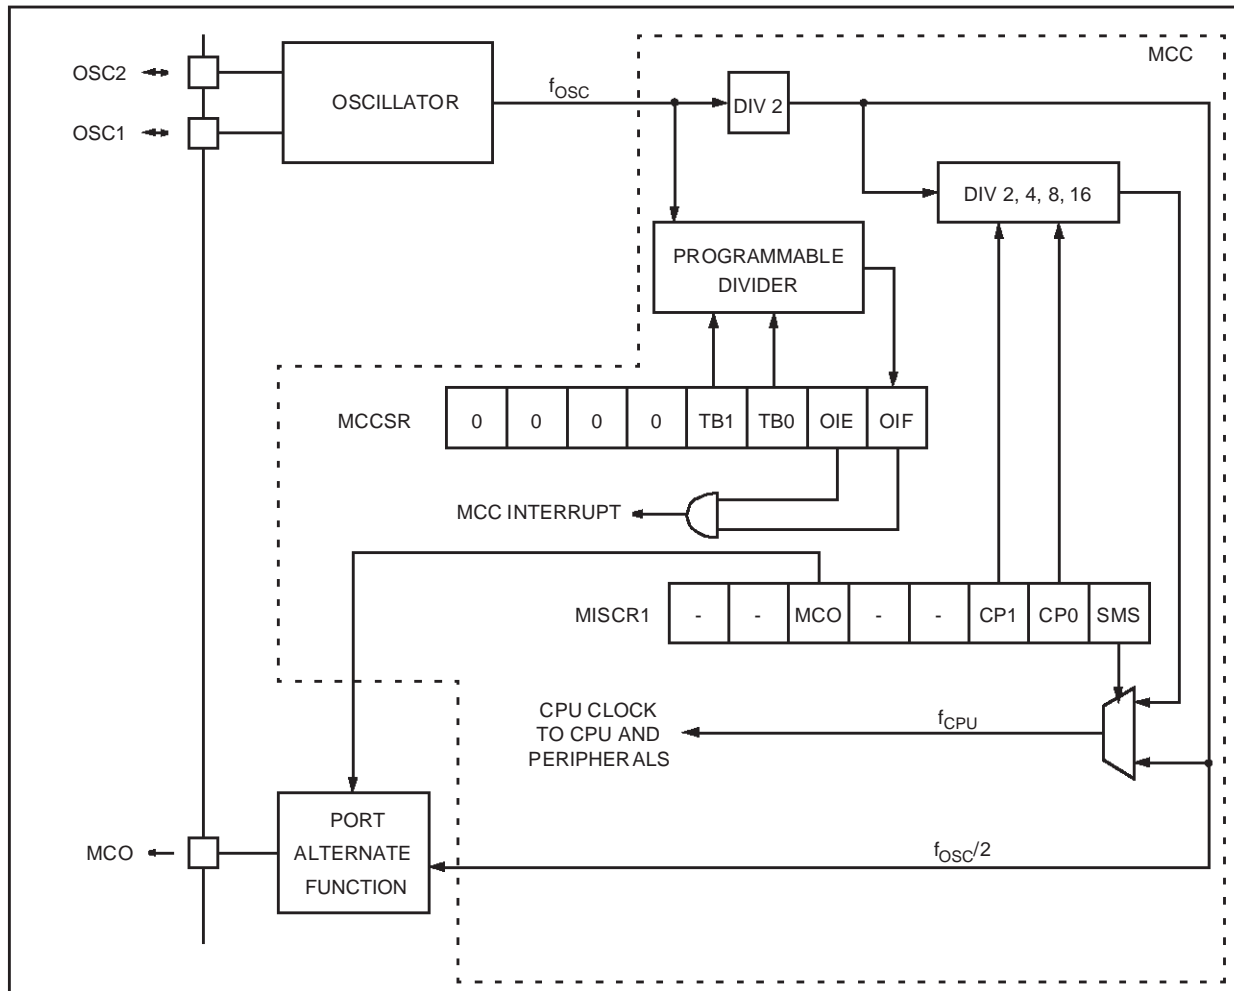 MCC
OSC2
OSC1
OSCILLATOR
fOSC
DIV 2
DIV 2, 4, 8, 16
PROGRAMMABLE
DIVIDER
MCCSR
0 0 0 0 TB1 TB0 OIE OIF
MCC INTERRUPT
MISCR1
- - MCO - - CP1 CP0 SMS
CPU CLOCK
TO CPU AND
PERIPHERALS
fCPU
PORT
ALTERNATE
FUNCTION
MCO
fOSC/2